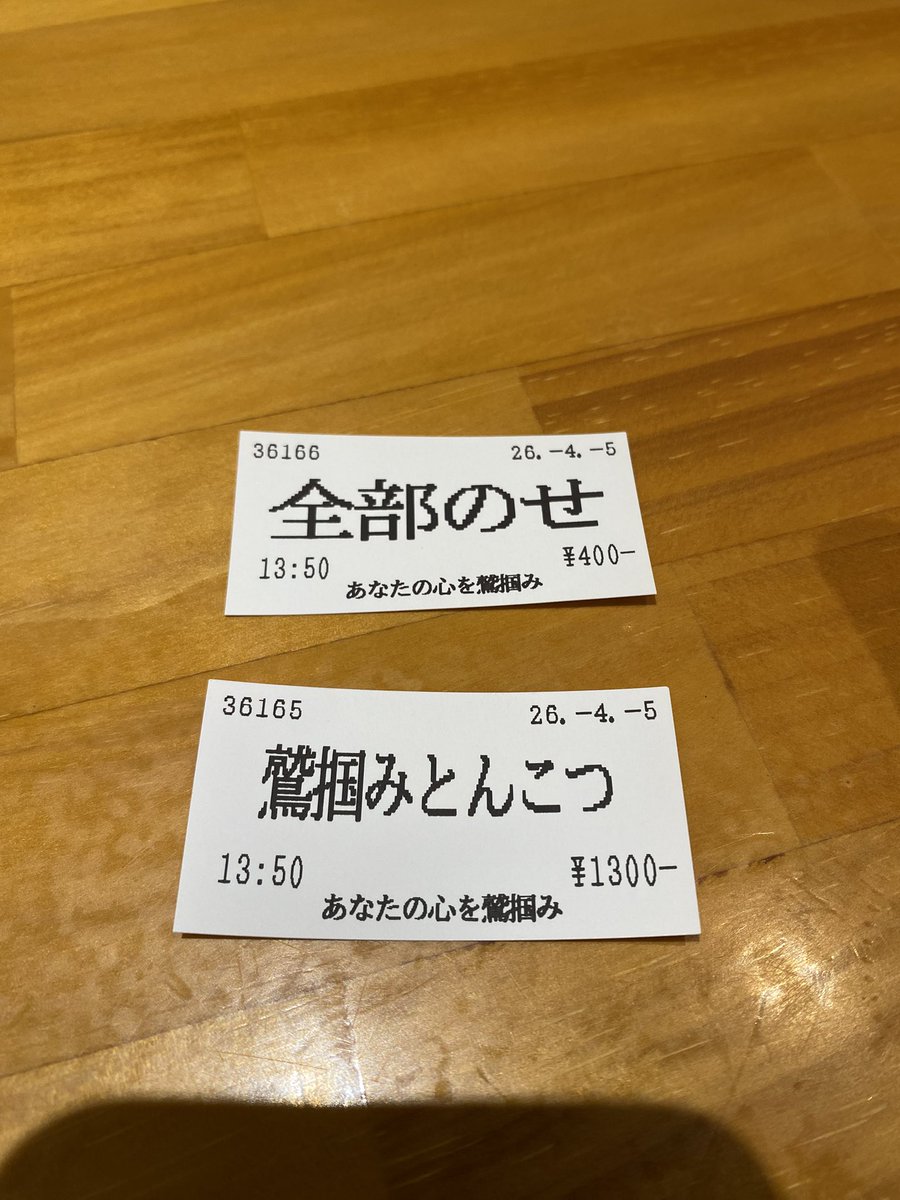 36166 26.-4.-5
全部のせ
13:50 ¥400-
あなたの心を鷲掴み
36165 26.-4.-5
鷲掴みとんこつ
13:50 ¥1300-
あなたの心を鷲掴み